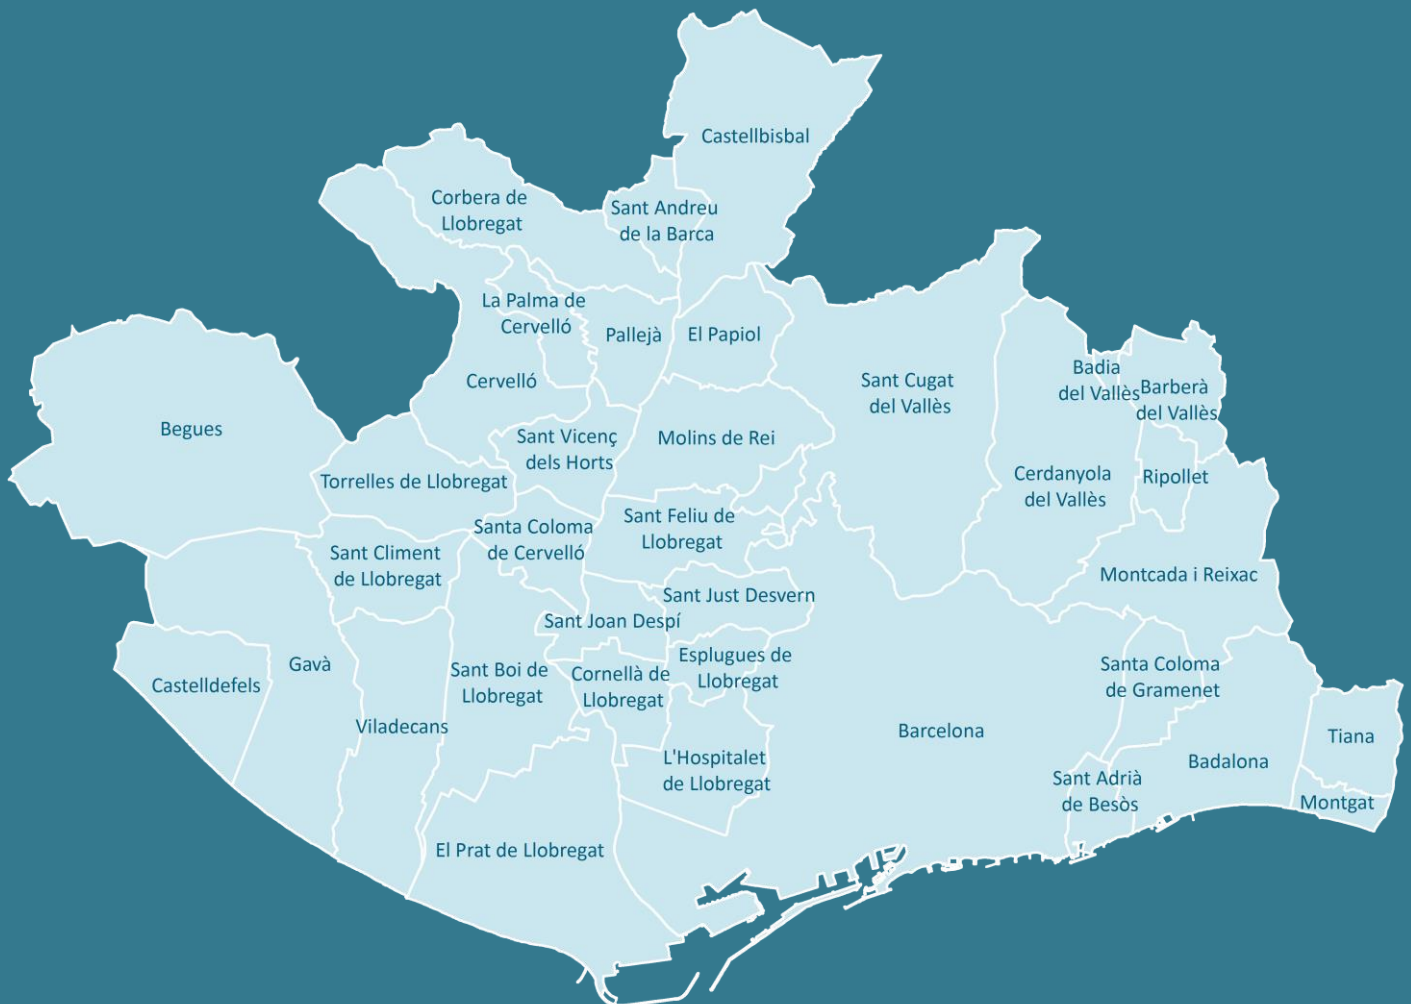 Castellbisbal
Corbera de
Llobregat
Sant Andreu
de la Barca
La Palma de
Cervelló
Pallejà
El Papiol
Cervelló
Sant Cugat
del Vallès
Badia
del Vallès
Barberà
del Vallès
Begues
Sant Vicenç
dels Horts
Molins de Rei
Torrelles de Llobregat
Cerdanyola
del Vallès
Ripollet
Santa Coloma
de Cervelló
Sant Feliu de
Llobregat
Sant Climent
de Llobregat
Montcada i Reixac
Sant Just Desvern
Sant Joan Despí
Castelldefels
Gavà
Sant Boi de
Llobregat
Cornellà de
Llobregat
Esplugues de
Llobregat
Santa Coloma
de Gramenet
Viladecans
Barcelona
Tiana
L'Hospitalet
de Llobregat
Sant Adrià
de Besòs
Badalona
Montgat
El Prat de Llobregat